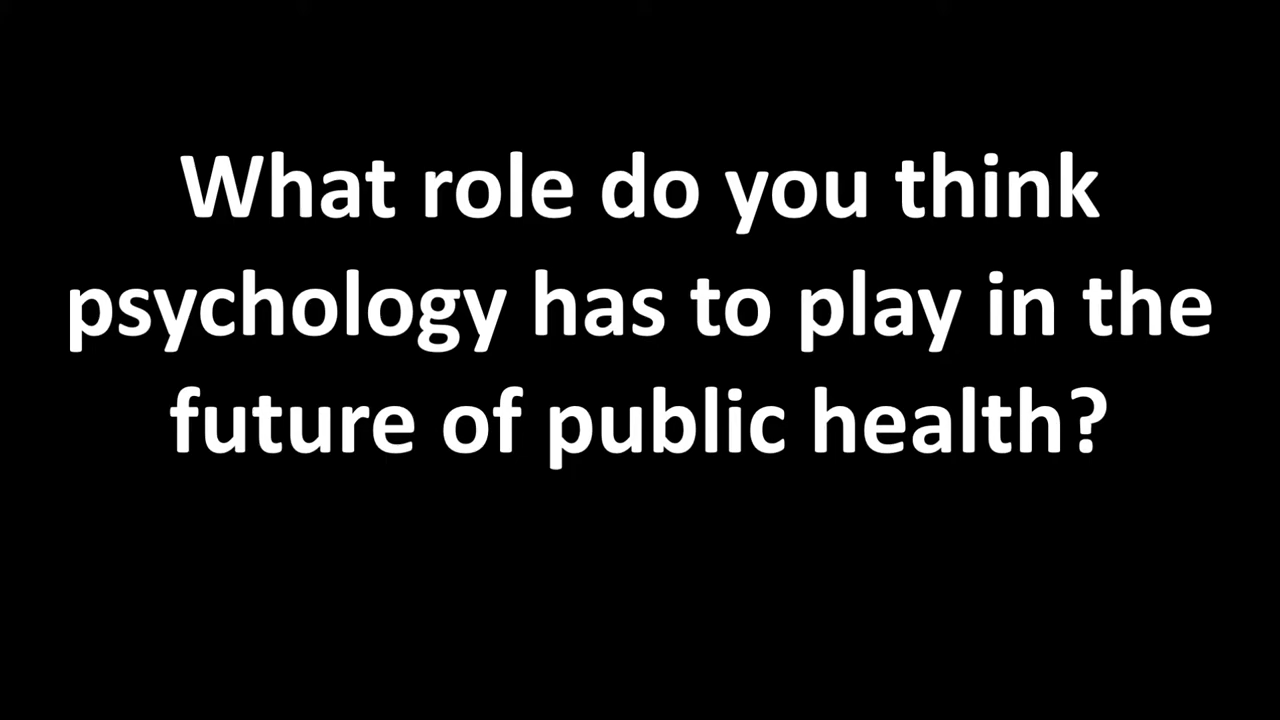 What role do you think
psychology has to play in the
future of public health?